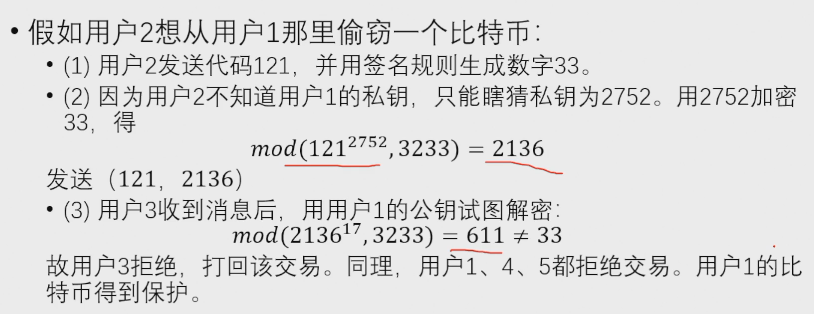 • 假如用户2想从用户1那里偷窃一个比特币：
• (1) 用户2发送代码121，并用签名规则生成数字33。
• (2) 因为用户2不知道用户1的私钥，只能瞎猜私钥为2752。用2752加密
33，得
mod(121^2752, 3233) = 2136
发送（121，2136）
• (3) 用户3收到消息后，用用户1的公钥试图解密：
mod(2136^17, 3233) = 611 ≠ 33
故用户3拒绝，打回该交易。同理，用户1、4、5都拒绝交易。用户1的比
特币得到保护。